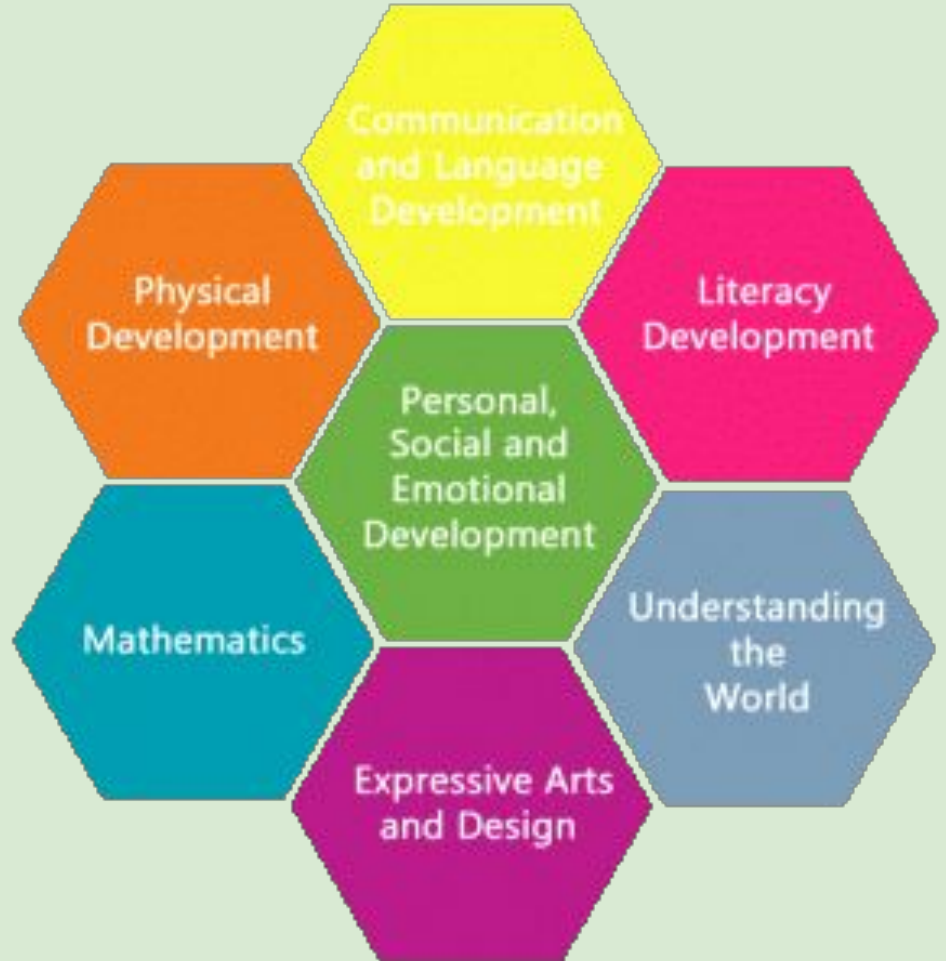 Communication
and Language
Development
Physical
Development
Literacy
Development
Personal,
Social and
Emotional
Development
Mathematics
Understanding
the
World
Expressive Arts
and Design